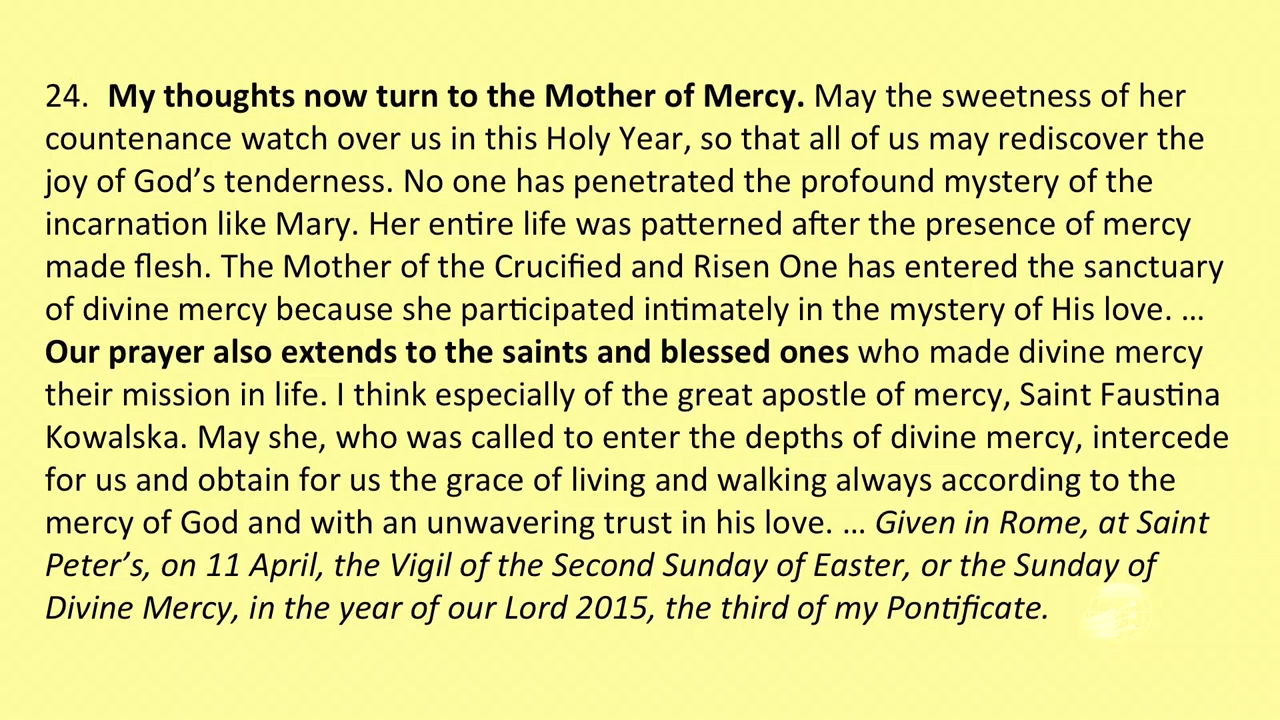 24. My thoughts now turn to the Mother of Mercy. May the sweetness of her
countenance watch over us in this Holy Year, so that all of us may rediscover the
joy of God’s tenderness. No one has penetrated the profound mystery of the
incarnation like Mary. Her entire life was patterned after the presence of mercy
made flesh. The Mother of the Crucified and Risen One has entered the sanctuary
of divine mercy because she participated intimately in the mystery of His love. …
Our prayer also extends to the saints and blessed ones who made divine mercy
their mission in life. I think especially of the great apostle of mercy, Saint Faustina
Kowalska. May she, who was called to enter the depths of divine mercy, intercede
for us and obtain for us the grace of living and walking always according to the
mercy of God and with an unwavering trust in his love. … Given in Rome, at Saint
Peter’s, on 11 April, the Vigil of the Second Sunday of Easter, or the Sunday of
Divine Mercy, in the year of our Lord 2015, the third of my Pontificate.